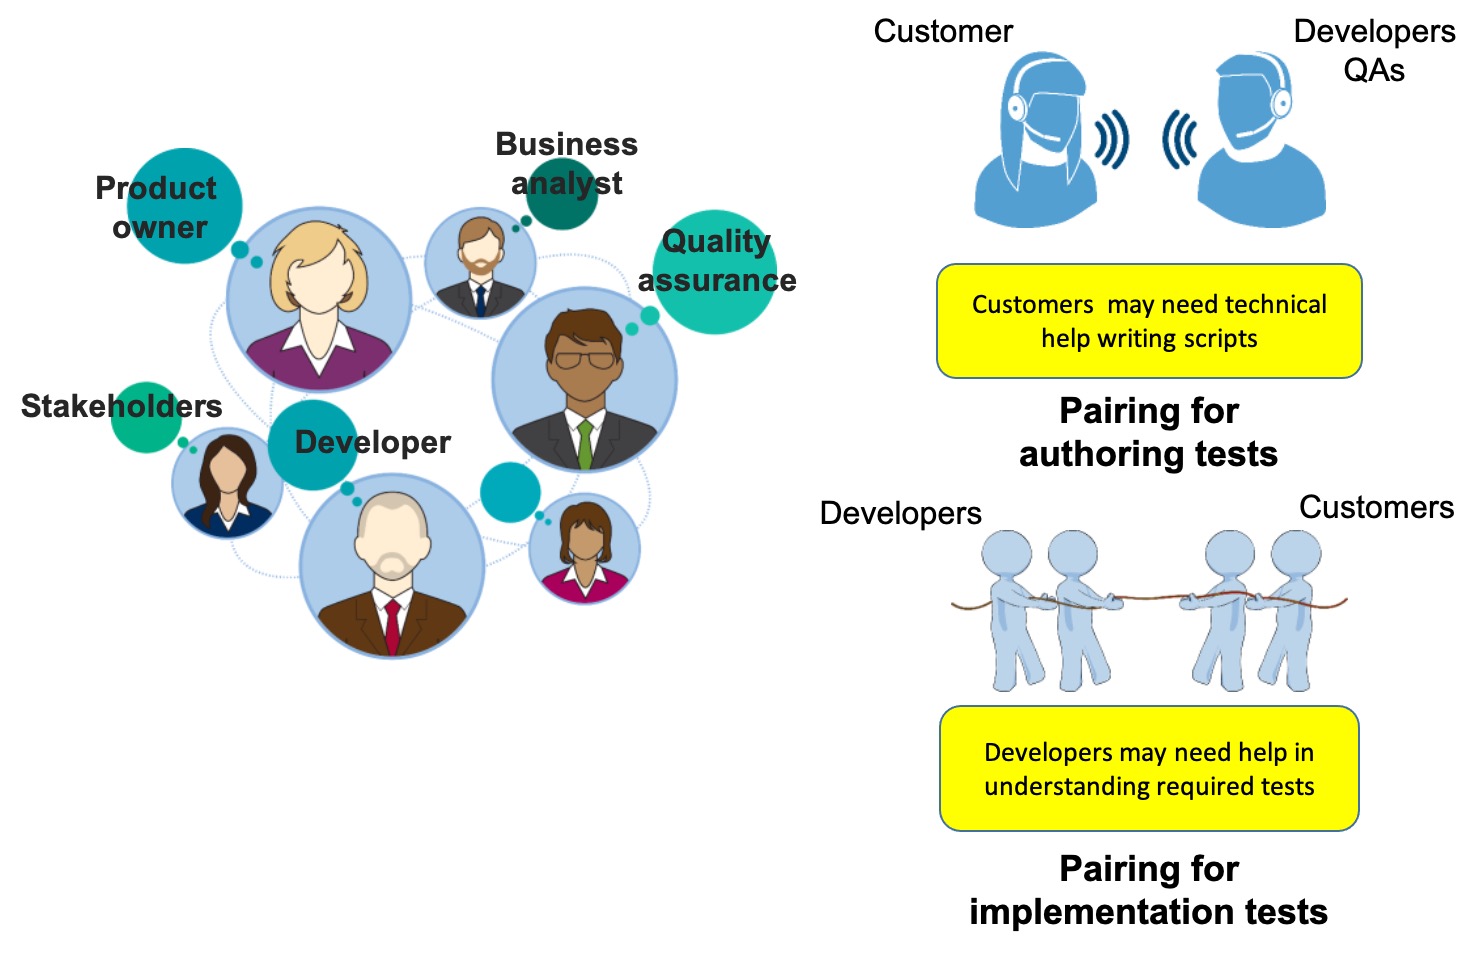 Product
owner
Business
analyst
Quality
assurance
Stakeholders
Developer
Customer
Developers
QAs
Customers  may need technical
help writing scripts
Pairing for
authoring tests
Developers
Customers
Developers may need help in
understanding required tests
Pairing for
implementation tests